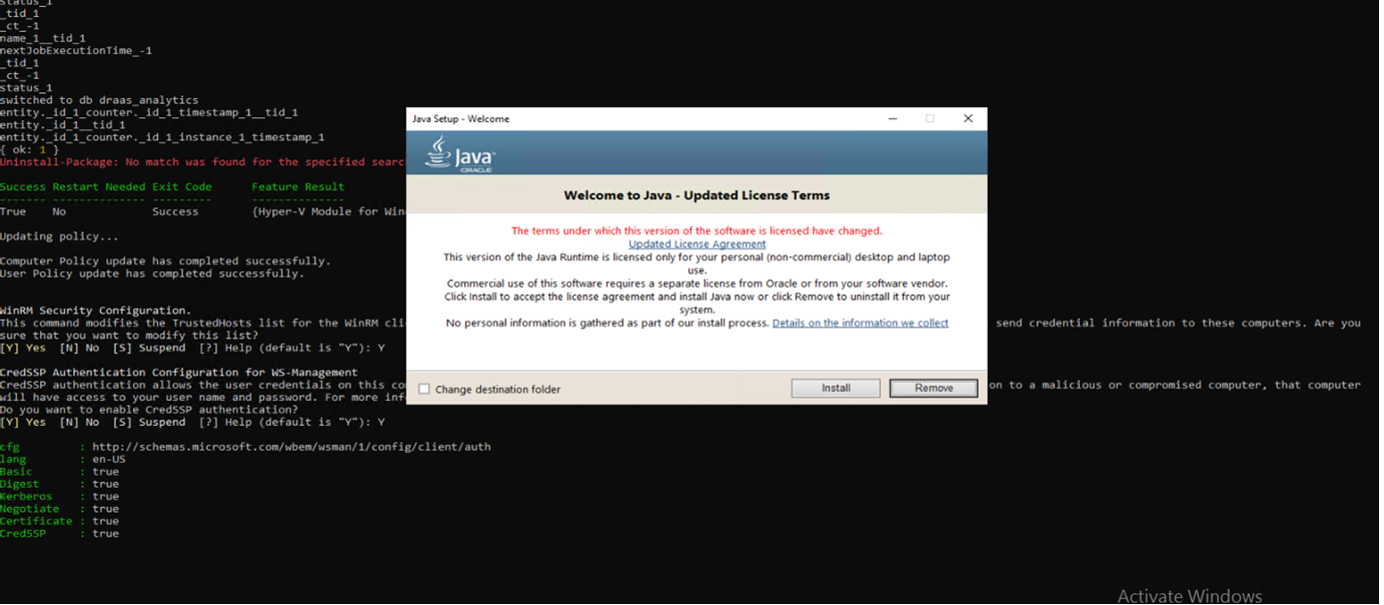 status_1
_tid_1
_ct_-1
name_1__tid_1
nextJobExecutionTime_-1
_tid_1
_ct_-1
status_1
switched to db draas_analytics
entity._id_1_counter._id_1_timestamp_1__tid_1
entity._id_1__tid_1
entity._id_1_counter._id_1_instance_1_timestamp_1
{ ok: 1 }
Uninstall-Package: No match was found for the specified
Success Restart Needed Exit Code Feature Result
------- -------------- --------- --------------
True No Success {Hyper-V Module for
Updating policy...
Computer Policy update has completed successfully.
User Policy update has completed successfully.
WinRM Security Configuration.
This command modifies the TrustedHosts list for the WinRM send credential information to these computers. Are you
sure that you want to modify this list?
[Y] Yes [N] No [S] Suspend [?] Help (default is "Y"): Y
CredSSP Authentication Configuration for WS-Management
CredSSP authentication allows the user credentials on this on to a malicious or compromised computer, that computer
will have access to your user name and password. For more
Do you want to enable CredSSP authentication?
[Y] Yes [N] No [S] Suspend [?] Help (default is "Y"): Y
cfg : http://schemas.microsoft.com/wbem/wsman/1/config/client/auth
lang : en-US
Basic : true
Digest : true
Kerberos : true
Negotiate : true
Certificate : true
CredSSP : true
Java Setup - Welcome
Java
ORACLE
Welcome to Java - Updated License Terms
The terms under which this version of the software is licensed have changed.
Updated License Agreement
This version of the Java Runtime is licensed only for your personal (non-commercial) desktop and laptop
use.
Commercial use of this software requires a separate license from Oracle or from your software vendor.
Click Install to accept the license agreement and install Java now or click Remove to uninstall it from your
system.
No personal information is gathered as part of our install process. Details on the information we collect
Change destination folder
Install
Remove
Activate Windows